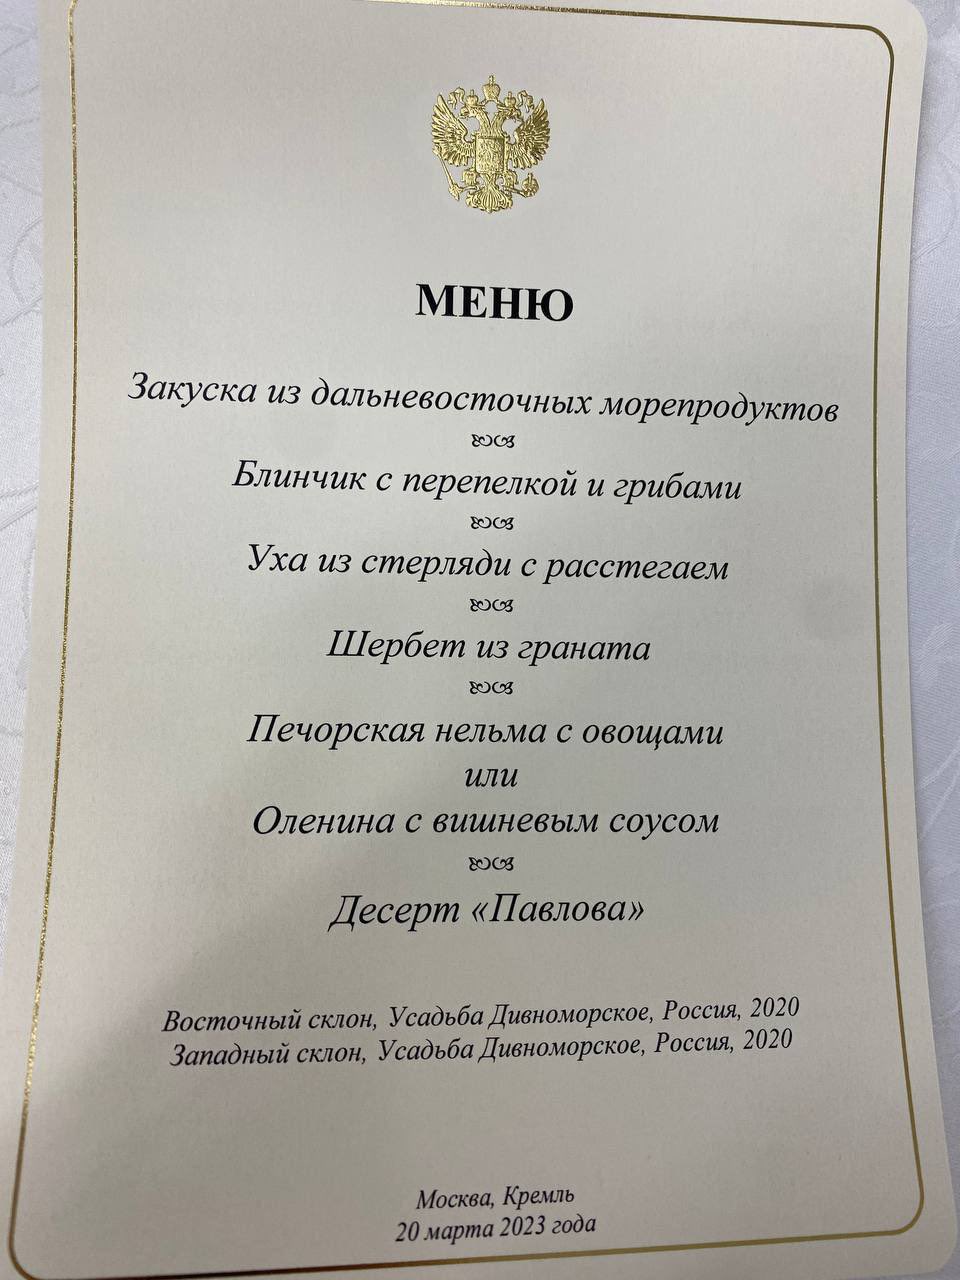 МЕНЮ
Закуска из дальневосточных морепродуктов
Блинчик с перепелкой и грибами
Уха из стерляди с расстегаем
Шербет из граната
Печорская нельма с овощами
или
Оленина с вишневым соусом
Десерт «Павлова»
Восточный склон, Усадьба Дивноморское, Россия, 2020
Западный склон, Усадьба Дивноморское, Россия, 2020
Москва, Кремль
20 марта 2023 года